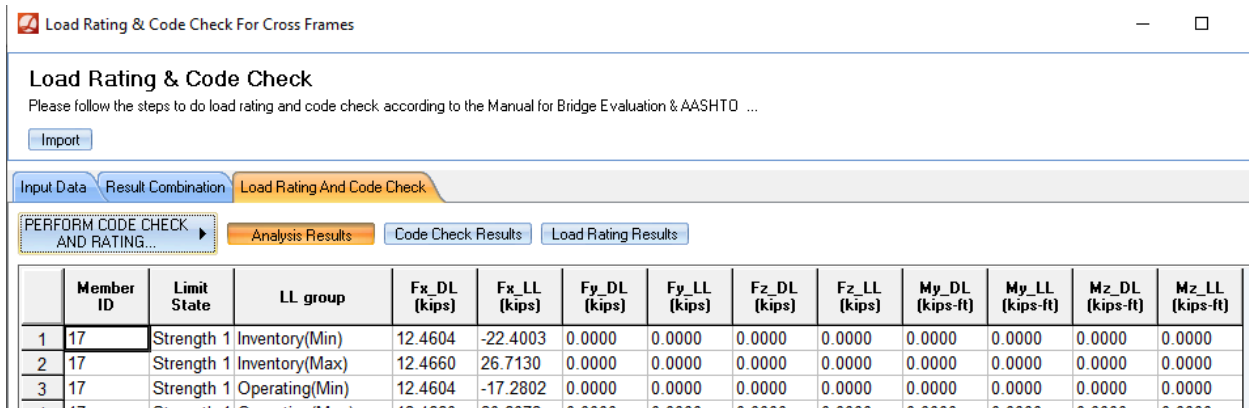 Load Rating & Code Check For Cross Frames
Load Rating & Code Check
Please follow the steps to do load rating and code check according to the Manual for Bridge Evaluation & AASHTO ...
Import
Input Data Result Combination Load Rating And Code Check
PERFORM CODE CHECK AND RATING... Analysis Results Code Check Results Load Rating Results
Member ID Limit State LL group Fx_DL (kips) Fx_LL (kips) Fy_DL (kips) Fy_LL (kips) Fz_DL (kips) Fz_LL (kips) My_DL (kips-ft) My_LL (kips-ft) Mz_DL (kips-ft) Mz_LL (kips-ft)
1 17 Strength 1 Inventory(Min) 12.4604 -22.4003 0.0000 0.0000 0.0000 0.0000 0.0000 0.0000 0.0000 0.0000
2 17 Strength 1 Inventory(Max) 12.4660 26.7130 0.0000 0.0000 0.0000 0.0000 0.0000 0.0000 0.0000 0.0000
3 17 Strength 1 Operating(Min) 12.4604 -17.2802 0.0000 0.0000 0.0000 0.0000 0.0000 0.0000 0.0000 0.0000